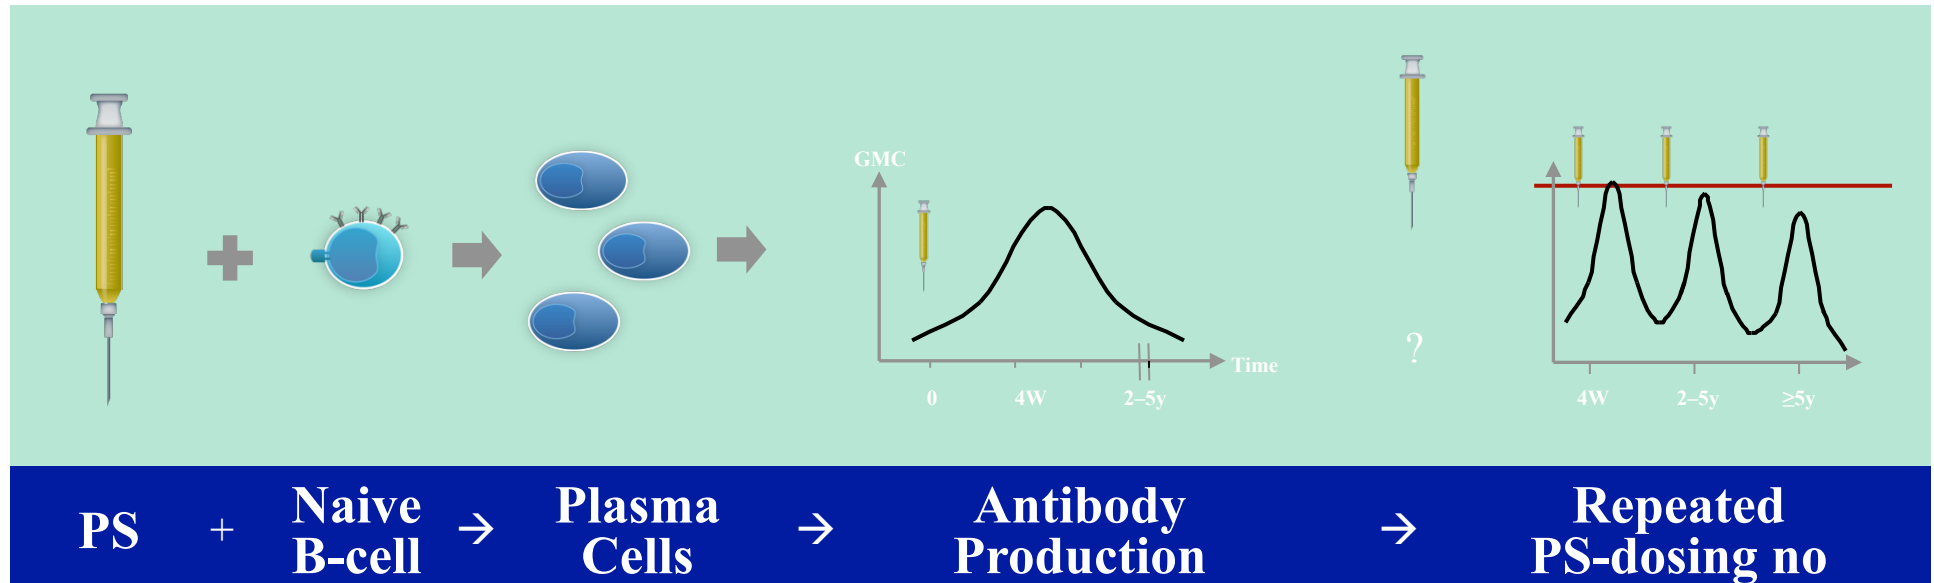 GMC
Time
0 4W 2–5y
?
4W 2–5y ≥5y
PS + Naive B-cell → Plasma Cells → Antibody Production → Repeated PS-dosing no